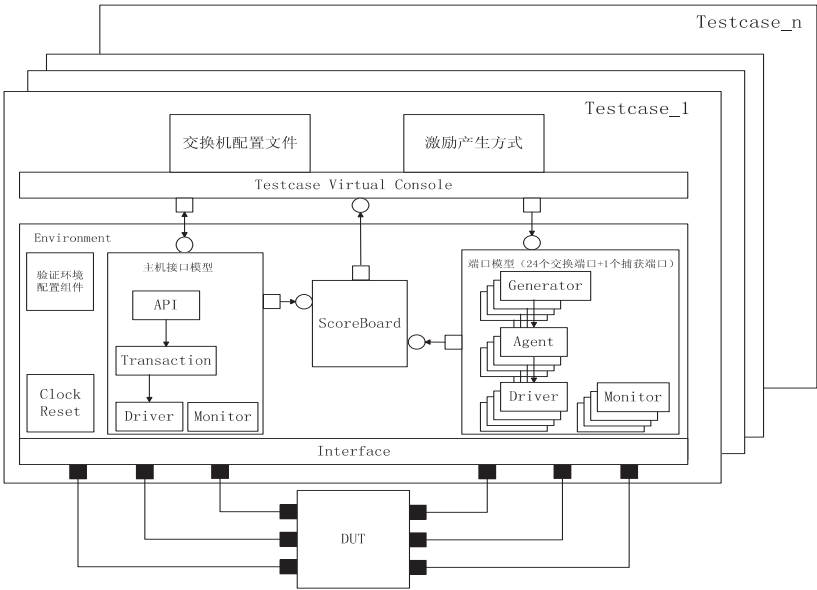 Testcase_n
Testcase_1
交换机配置文件
激励产生方式
Testcase Virtual Console
Environment
验证环境
配置组件
Clock
Reset
主机接口模型
API
Transaction
Driver
Monitor
ScoreBoard
端口模型（24个交换端口+1个捕获端口）
Generator
Agent
Driver
Monitor
Interface
DUT